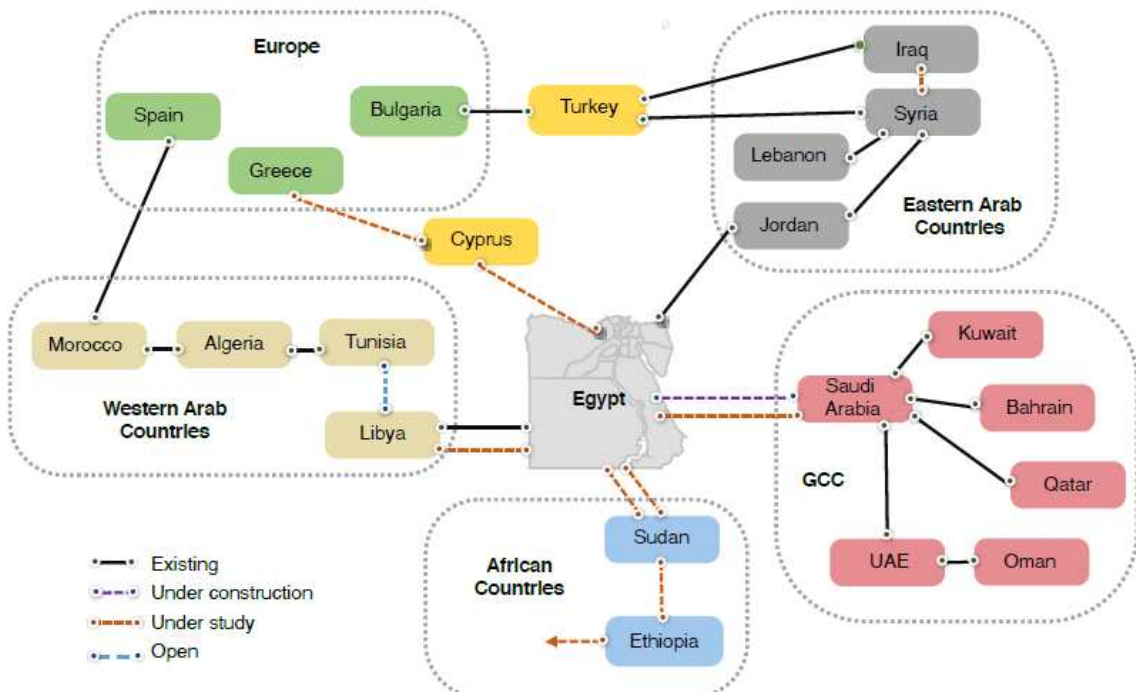 Europe
Spain
Bulgaria
Turkey
Greece
Cyprus
Iraq
Syria
Lebanon
Jordan
Eastern Arab
Countries
Morocco
Algeria
Tunisia
Western Arab
Countries
Libya
Egypt
Saudi
Arabia
Kuwait
Bahrain
Qatar
GCC
UAE
Oman
African
Countries
Sudan
Ethiopia
Existing
Under construction
Under study
Open